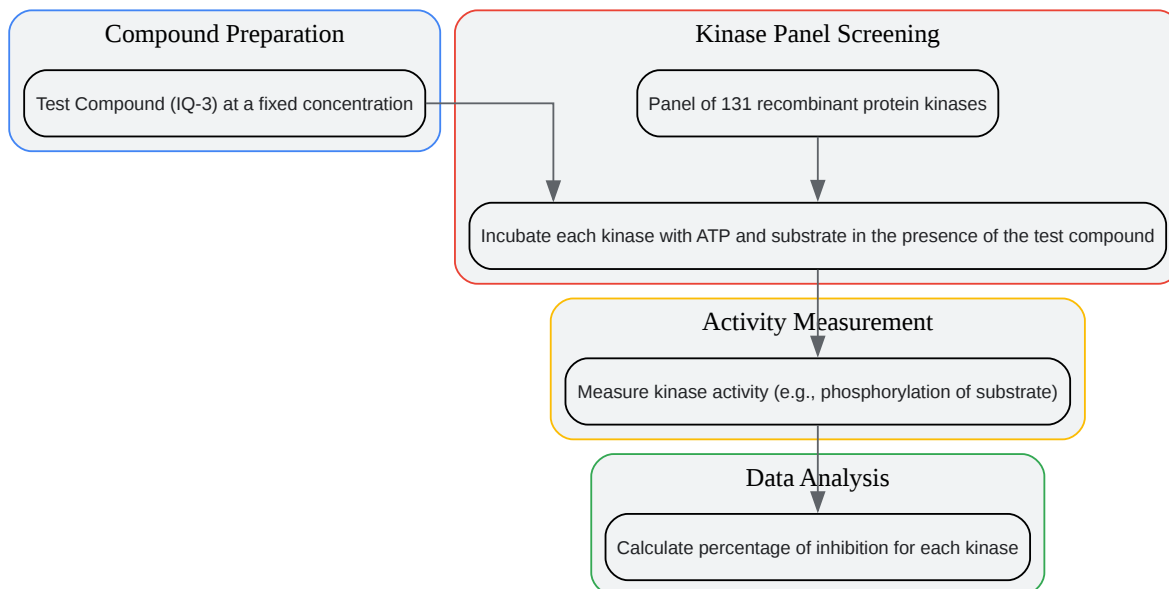 Compound Preparation
Test Compound (IQ-3) at a fixed concentration
Kinase Panel Screening
Panel of 131 recombinant protein kinases
Incubate each kinase with ATP and substrate in the presence of the test compound
Activity Measurement
Measure kinase activity (e.g., phosphorylation of substrate)
Data Analysis
Calculate percentage of inhibition for each kinase